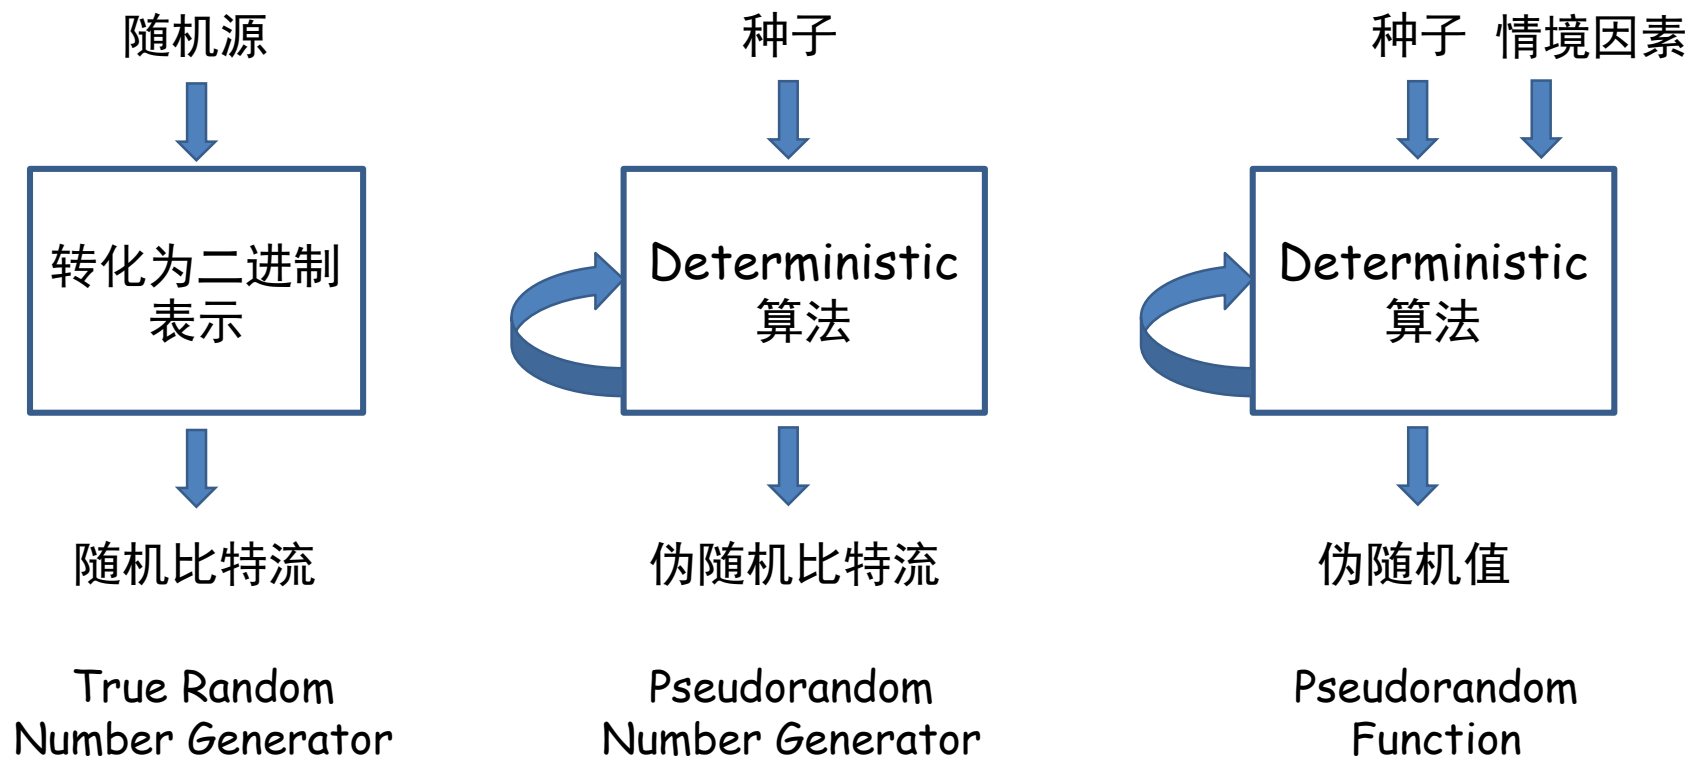 随机源
转化为二进制
表示
随机比特流
True Random
Number Generator
种子
Deterministic
算法
伪随机比特流
Pseudorandom
Number Generator
种子 情境因素
Deterministic
算法
伪随机值
Pseudorandom
Function